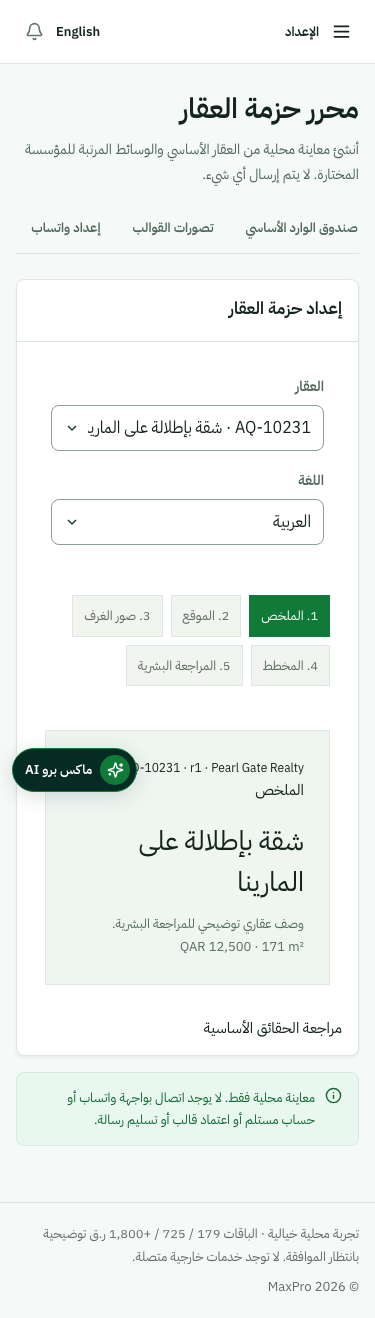 الإعداد
English
محرر حزمة العقار
أنشئ معاينة محلية من العقار الأساسي والوسائط المرتبة للمؤسسة
المختارة. لا يتم إرسال أي شيء.
صندوق الوارد الأساسي
تصورات القوالب
إعداد واتساب
إعداد حزمة العقار
العقار
AQ-10231 · شقة بإطلالة على المارينا
اللغة
العربية
1. الملخص
2. الموقع
3. صور الغرف
4. المخطط
5. المراجعة البشرية
ماكس برو AI
-10231 · r1 · Pearl Gate Realty
الملخص
شقة بإطلالة على
المارينا
وصف عقاري توضيحي للمراجعة البشرية.
QAR 12,500 · 171 m²
مراجعة الحقائق الأساسية
معاينة محلية فقط. لا يوجد اتصال بواجهة واتساب أو
حساب مستلم أو اعتماد قالب أو تسليم رسالة.
تجربة محلية خيالية · الباقات 179 / 725 / +1,800 ر.ق توضيحية
بانتظار الموافقة. لا توجد خدمات خارجية متصلة.
© 2026 MaxPro